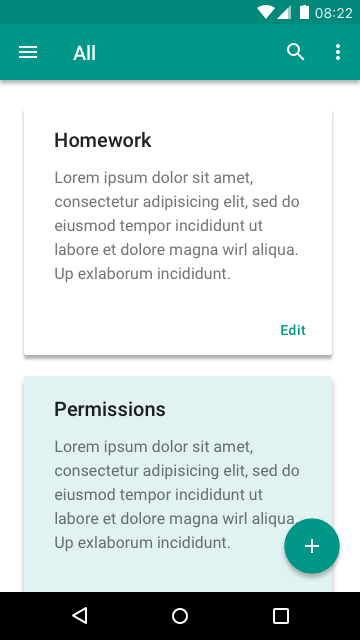 08:22
All
Homework
Lorem ipsum dolor sit amet,
consectetur adipisicing elit, sed do
eiusmod tempor incididunt ut
labore et dolore magna wirl aliqua.
Up exlaborum incididunt.
Edit
Permissions
Lorem ipsum dolor sit amet,
consectetur adipisicing elit, sed do
eiusmod tempor incididunt ut
labore et dolore magna wirl aliqua.
Up exlaborum incididunt.